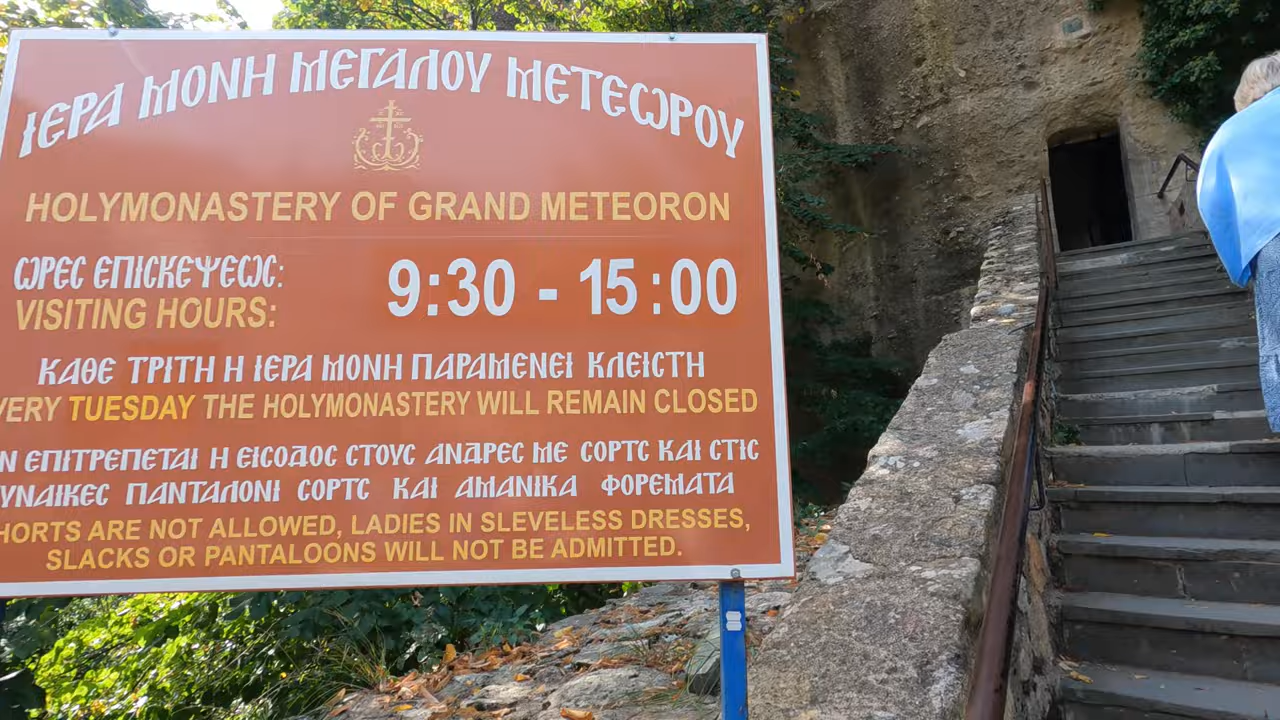 ΙΕΡΑ ΜΟΝΗ ΜΕΓΑΛΟΥ ΜΕΤΕΩΡΟΥ
HOLYMONASTERY OF GRAND METEORON
ΩΡΕΣ ΕΠΙΣΚΕΨΕΩΣ:
VISITING HOURS:
9:30 - 15:00
ΚΑΘΕ ΤΡΙΤΗ Η ΙΕΡΑ ΜΟΝΗ ΠΑΡΑΜΕΝΕΙ ΚΛΕΙΣΤΗ
VERY TUESDAY THE HOLYMONASTERY WILL REMAIN CLOSED
Ν ΕΠΙΤΡΕΠΕΤΑΙ Η ΕΙΣΟΔΟΣ ΣΤΟΥΣ ΑΝΔΡΕΣ ΜΕ ΣΟΡΤΣ ΚΑΙ ΣΤΙΣ
ΥΝΑΙΚΕΣ ΠΑΝΤΑΛΟΝΙ ΣΟΡΤΣ ΚΑΙ ΑΜΑΝΙΚΑ ΦΟΡΕΜΑΤΑ
HORTS ARE NOT ALLOWED, LADIES IN SLEVELESS DRESSES,
SLACKS OR PANTALOONS WILL NOT BE ADMITTED.